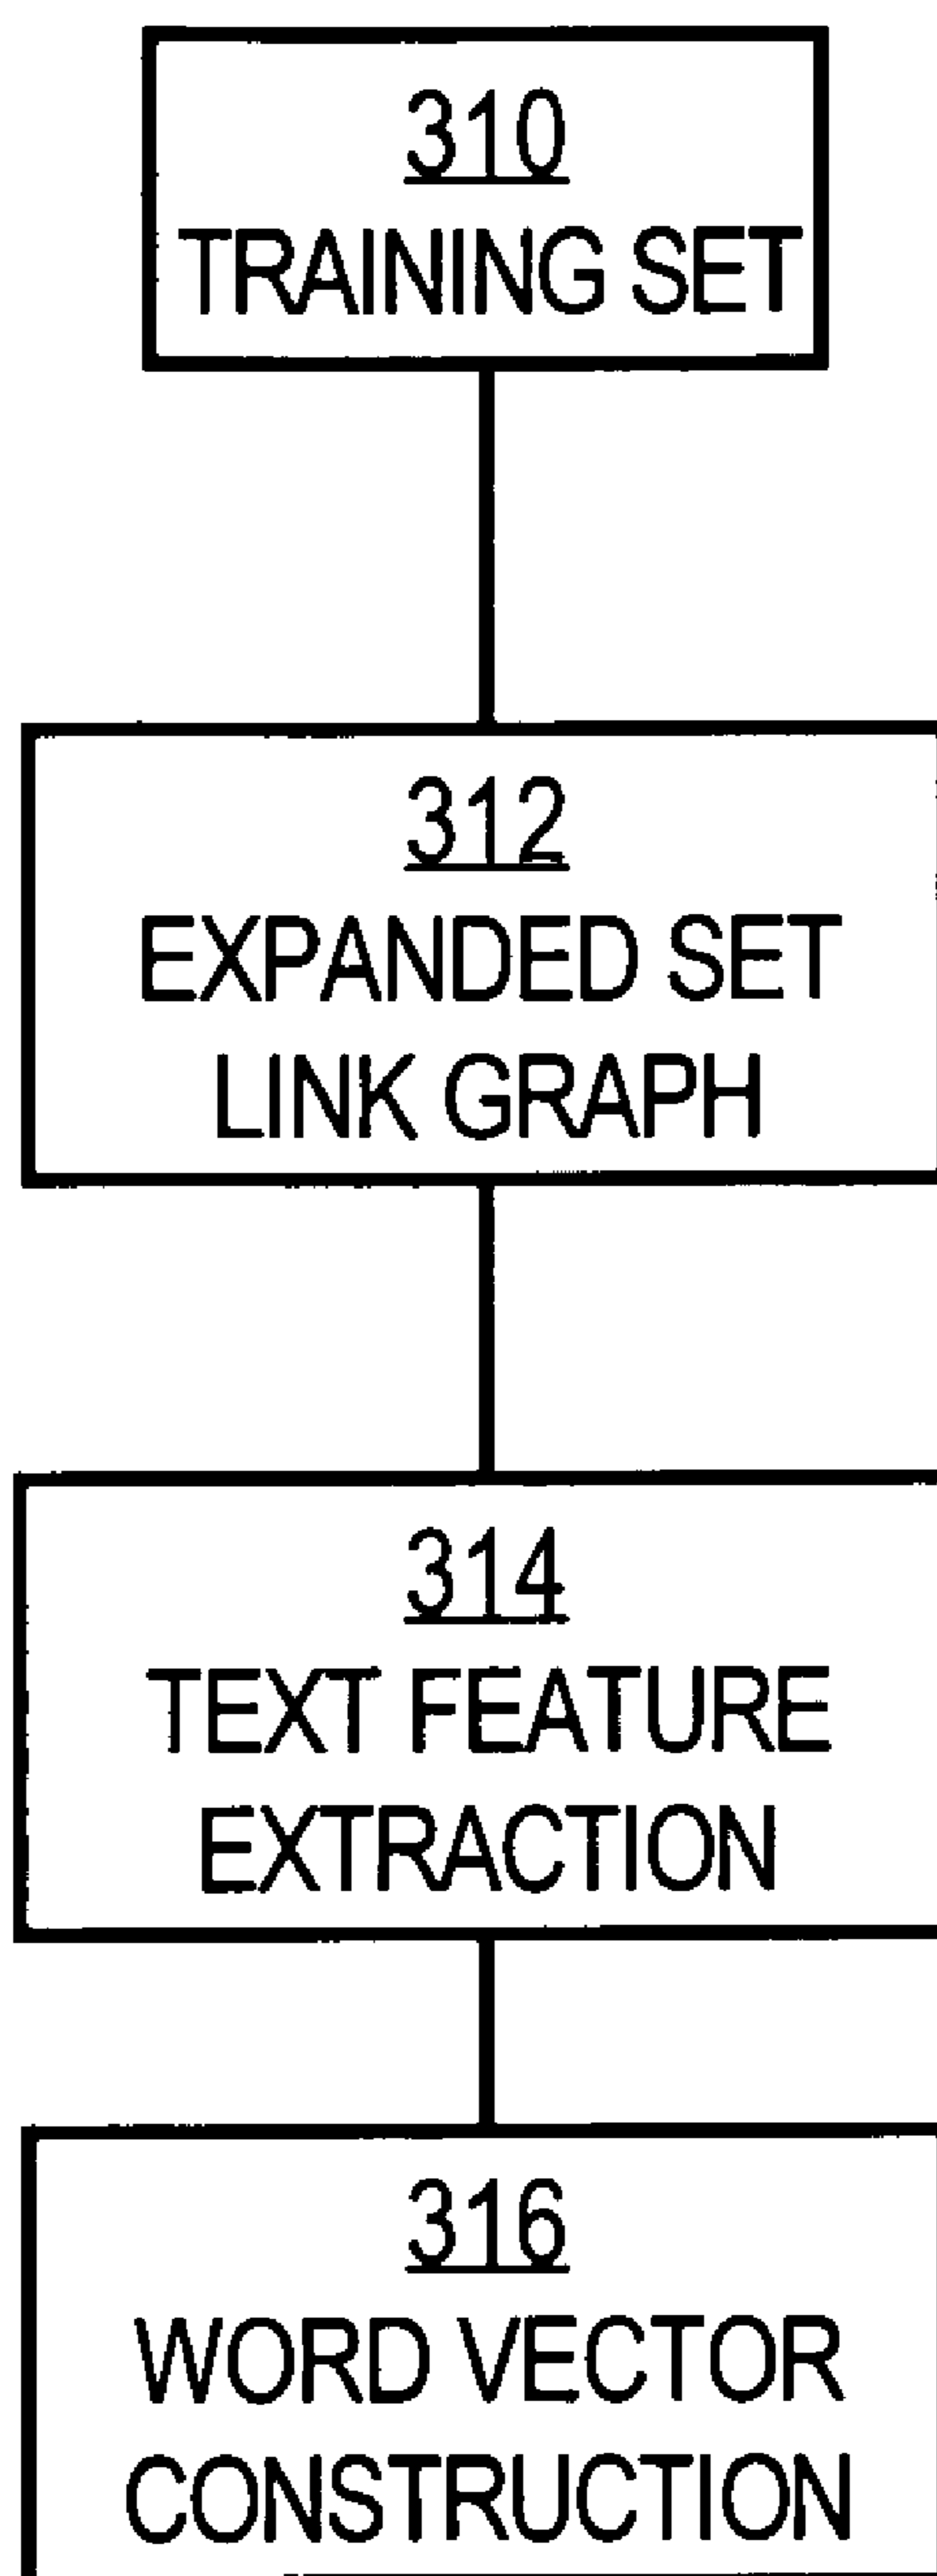 310
TRAINING SET
312
EXPANDED SET
LINK GRAPH
314
TEXT FEATURE
EXTRACTION
316
WORD VECTOR
CONSTRUCTION